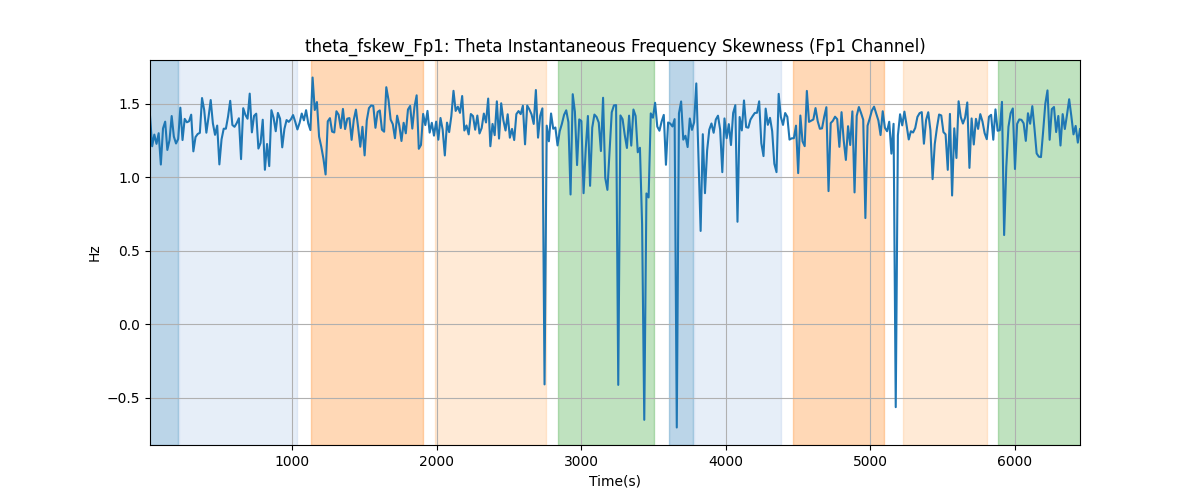 theta_fskew_Fp1: Theta Instantaneous Frequency Skewness (Fp1 Channel)
1.5
1.0
0.5
0.0
−0.5
Hz
1000 2000 3000 4000 5000 6000
Time(s)